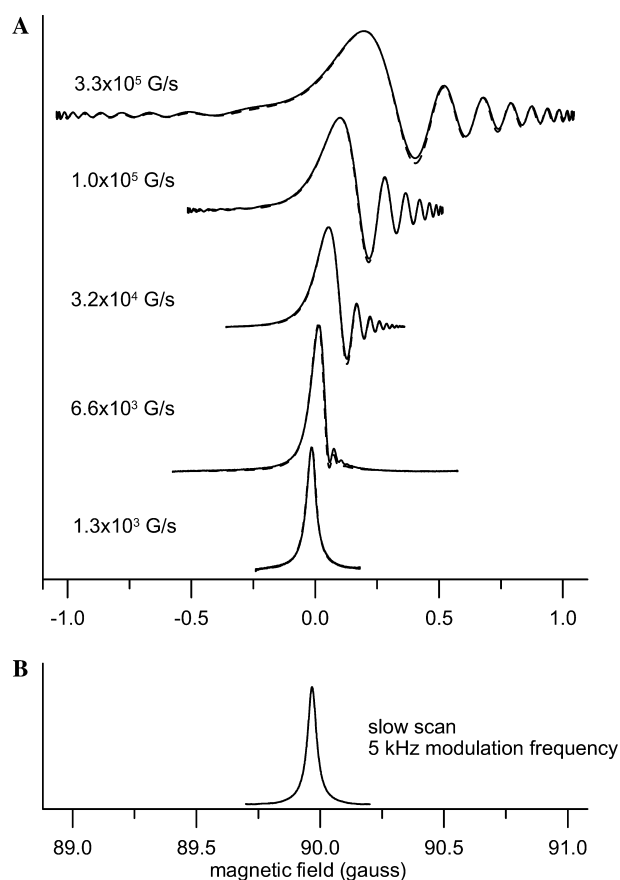 A
3.3x10⁵ G/s
1.0x10⁵ G/s
3.2x10⁴ G/s
6.6x10³ G/s
1.3x10³ G/s
-1.0 -0.5 0.0 0.5 1.0
B
slow scan
5 kHz modulation frequency
89.0 89.5 90.0 90.5 91.0
magnetic field (gauss)